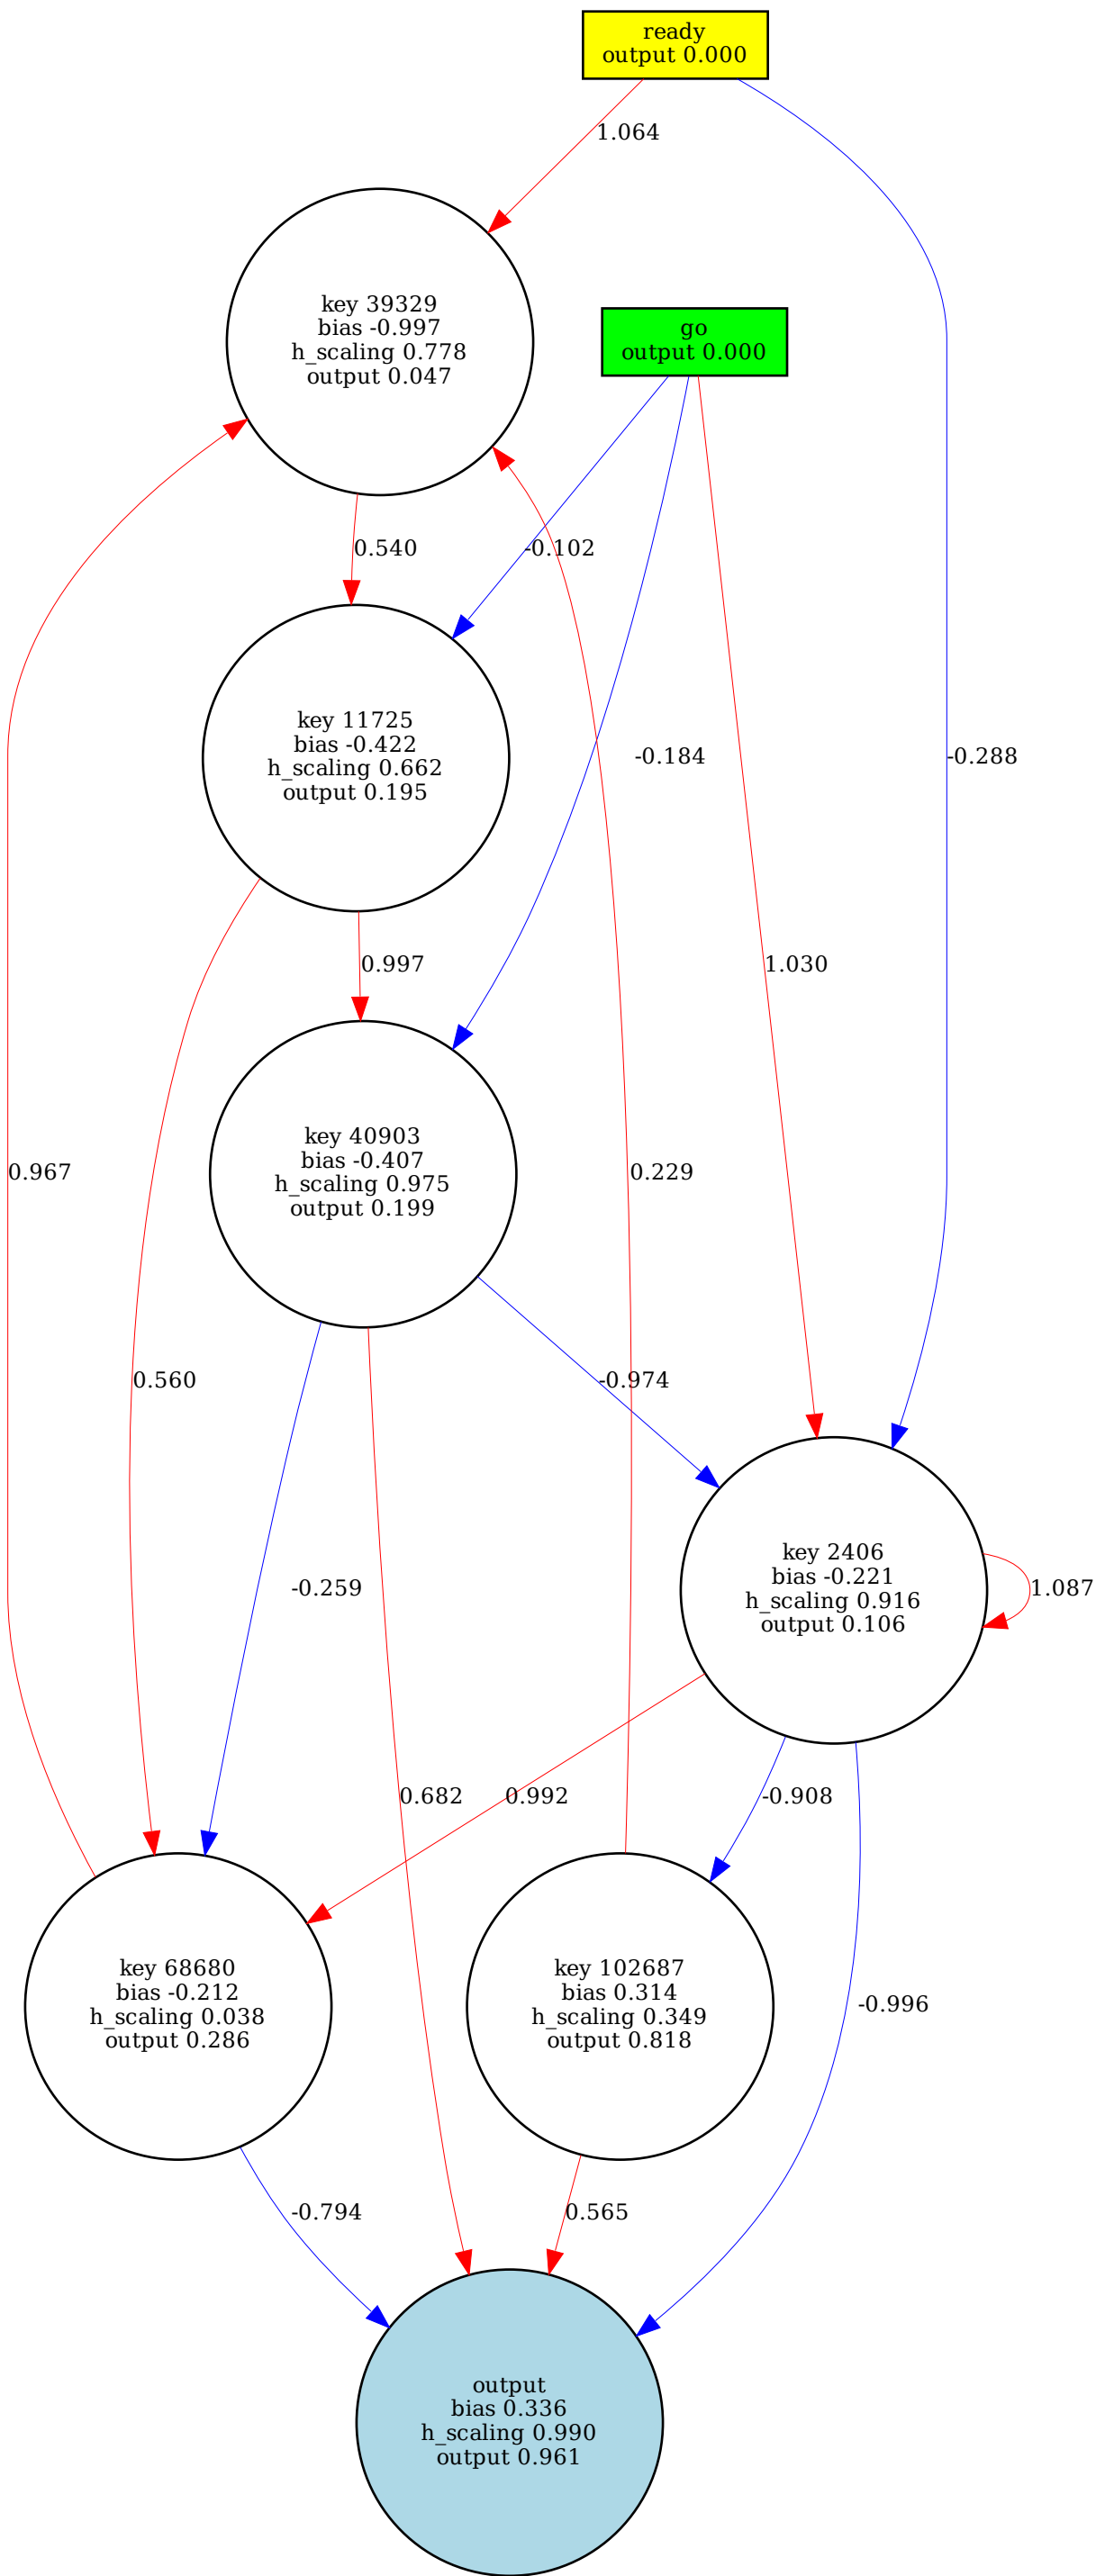 ready
output 0.000
1.064
key 39329
bias -0.997
h_scaling 0.778
output 0.047
go
output 0.000
0.540
-0.102
key 11725
bias -0.422
h_scaling 0.662
output 0.195
-0.184
-0.288
0.997
1.030
key 40903
bias -0.407
h_scaling 0.975
output 0.199
0.967
0.229
0.560
-0.974
key 2406
bias -0.221
h_scaling 0.916
output 0.106
-0.259
1.087
0.682
0.992
-0.908
key 68680
bias -0.212
h_scaling 0.038
output 0.286
key 102687
bias 0.314
h_scaling 0.349
output 0.818
-0.996
-0.794
0.565
output
bias 0.336
h_scaling 0.990
output 0.961